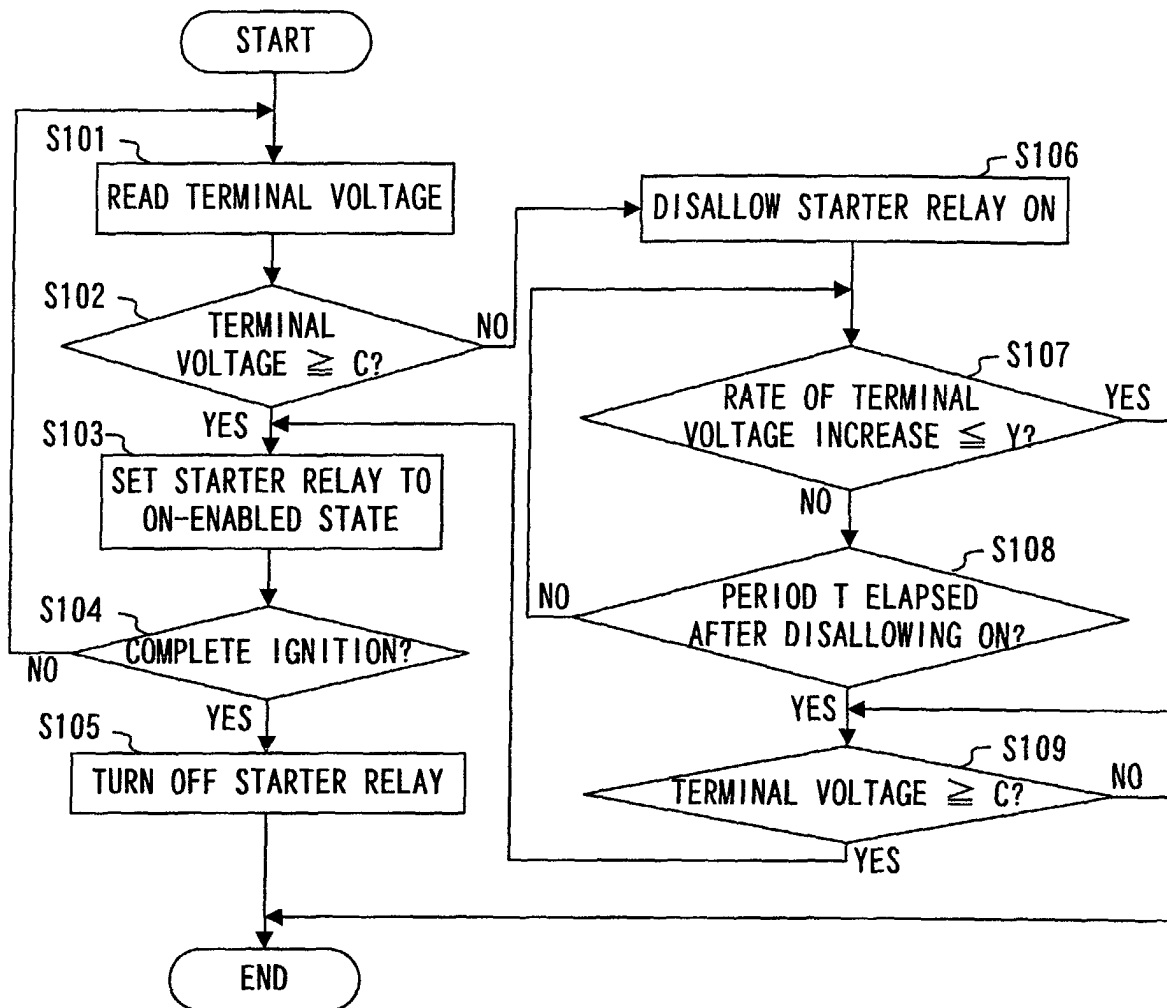 START
S101
READ TERMINAL VOLTAGE
S102
TERMINAL
VOLTAGE ≧ C?
NO
YES
S103
SET STARTER RELAY TO
ON-ENABLED STATE
S104
COMPLETE IGNITION?
NO
YES
S105
TURN OFF STARTER RELAY
END
S106
DISALLOW STARTER RELAY ON
S107
RATE OF TERMINAL
VOLTAGE INCREASE ≦ Y?
YES
NO
S108
PERIOD T ELAPSED
AFTER DISALLOWING ON?
NO
YES
S109
TERMINAL VOLTAGE ≧ C?
NO
YES